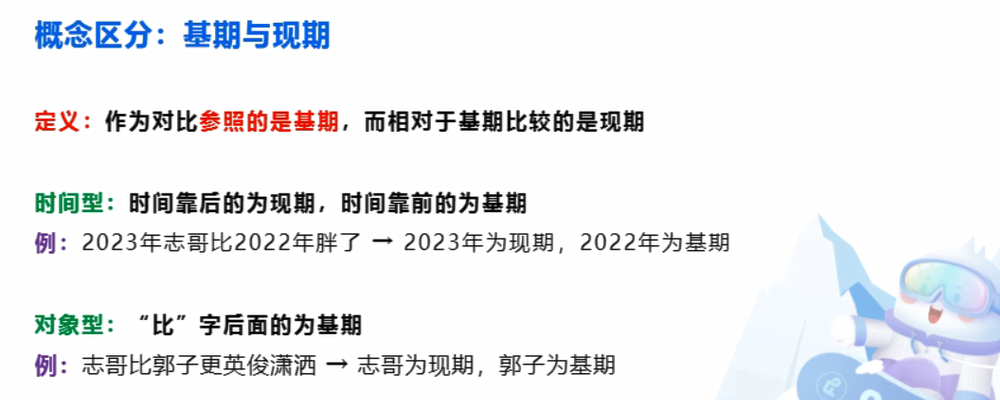 概念区分：基期与现期
定义：作为对比参照的是基期，而相对于基期比较的是现期
时间型：时间靠后的为现期，时间靠前的为基期
例：2023年志哥比2022年胖了 → 2023年为现期，2022年为基期
对象型：“比”字后面的为基期
例：志哥比郭子更英俊潇洒 → 志哥为现期，郭子为基期